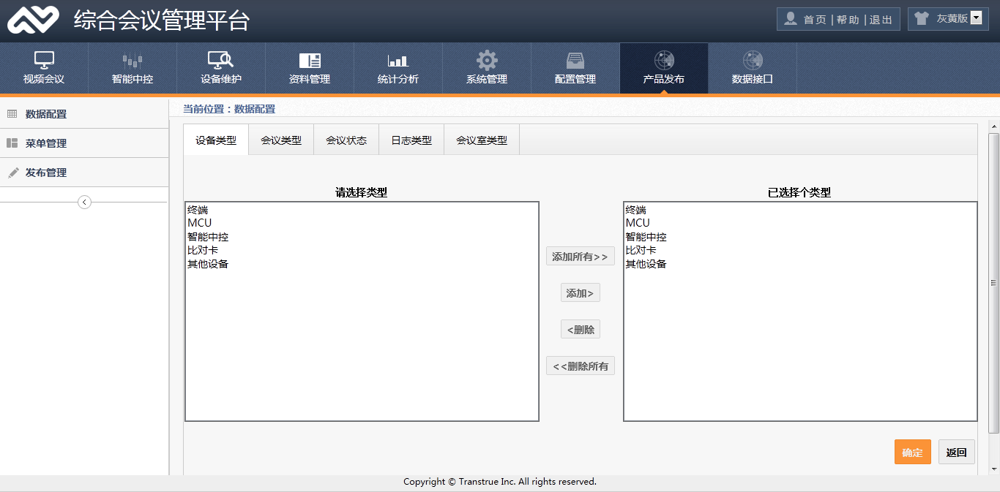 综合会议管理平台
首页 | 帮助 | 退出
灰黄版
视频会议 智能中控 设备维护 资料管理 统计分析 系统管理 配置管理 产品发布 数据接口
数据配置
菜单管理
发布管理
当前位置：数据配置
设备类型 会议类型 会议状态 日志类型 会议室类型
请选择类型
终端
MCU
智能中控
比对卡
其他设备
添加所有>>
添加>
<删除
<<删除所有
已选择个类型
终端
MCU
智能中控
比对卡
其他设备
确定 返回
Copyright © Transtrue Inc. All rights reserved.